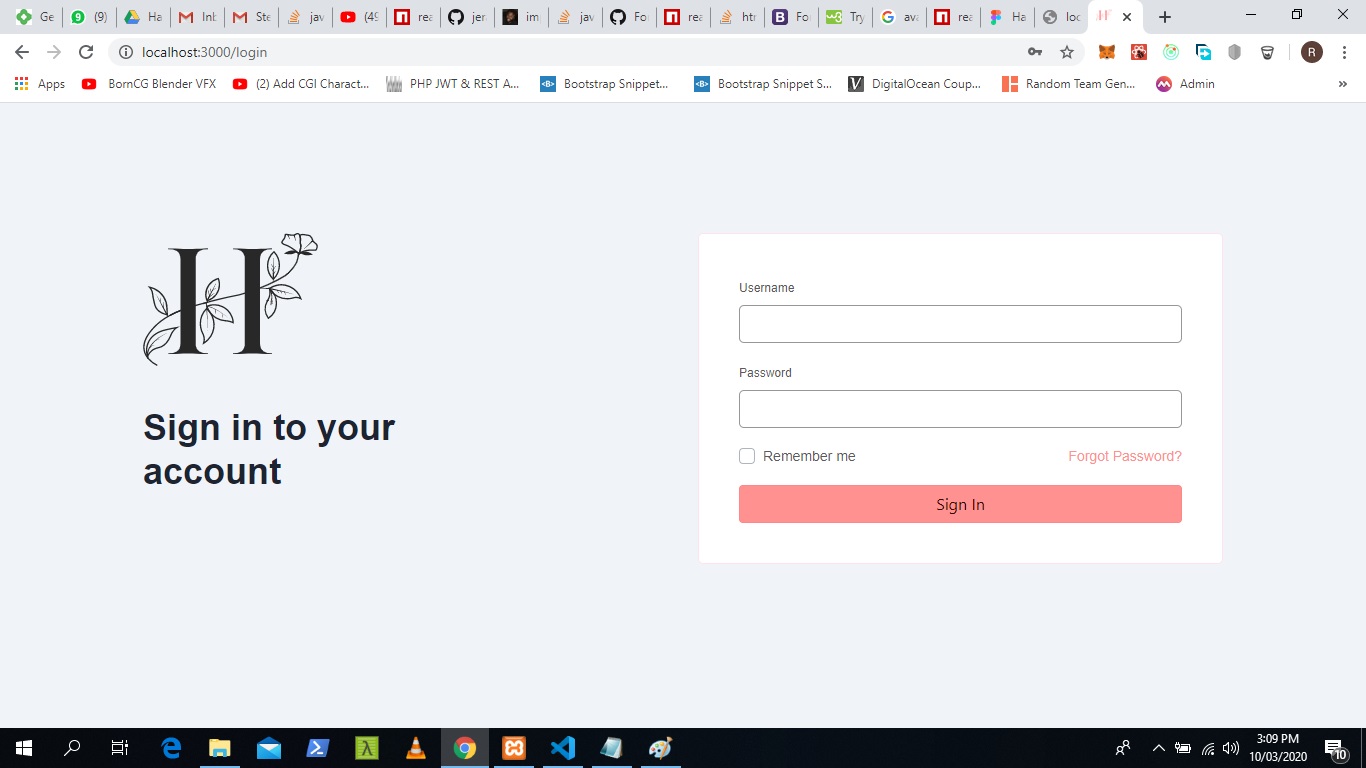 Ge
9
(9)
Ha
Inb
Ste
jav
(49
rea
jer
im
jav
Fo
rea
htt
B
Fo
w3
Try
G
ava
rea
Ha
loc
H
localhost:3000/login
R
Apps
BornCG Blender VFX
(2) Add CGI Charact...
PHP JWT & REST A...
<B>
Bootstrap Snippet...
<B>
Bootstrap Snippet S...
V
DigitalOcean Coup...
Random Team Gen...
Admin
»
H
Sign in to your
account
Username
Password
Remember me
Forgot Password?
Sign In
3:09 PM
10/03/2020
10